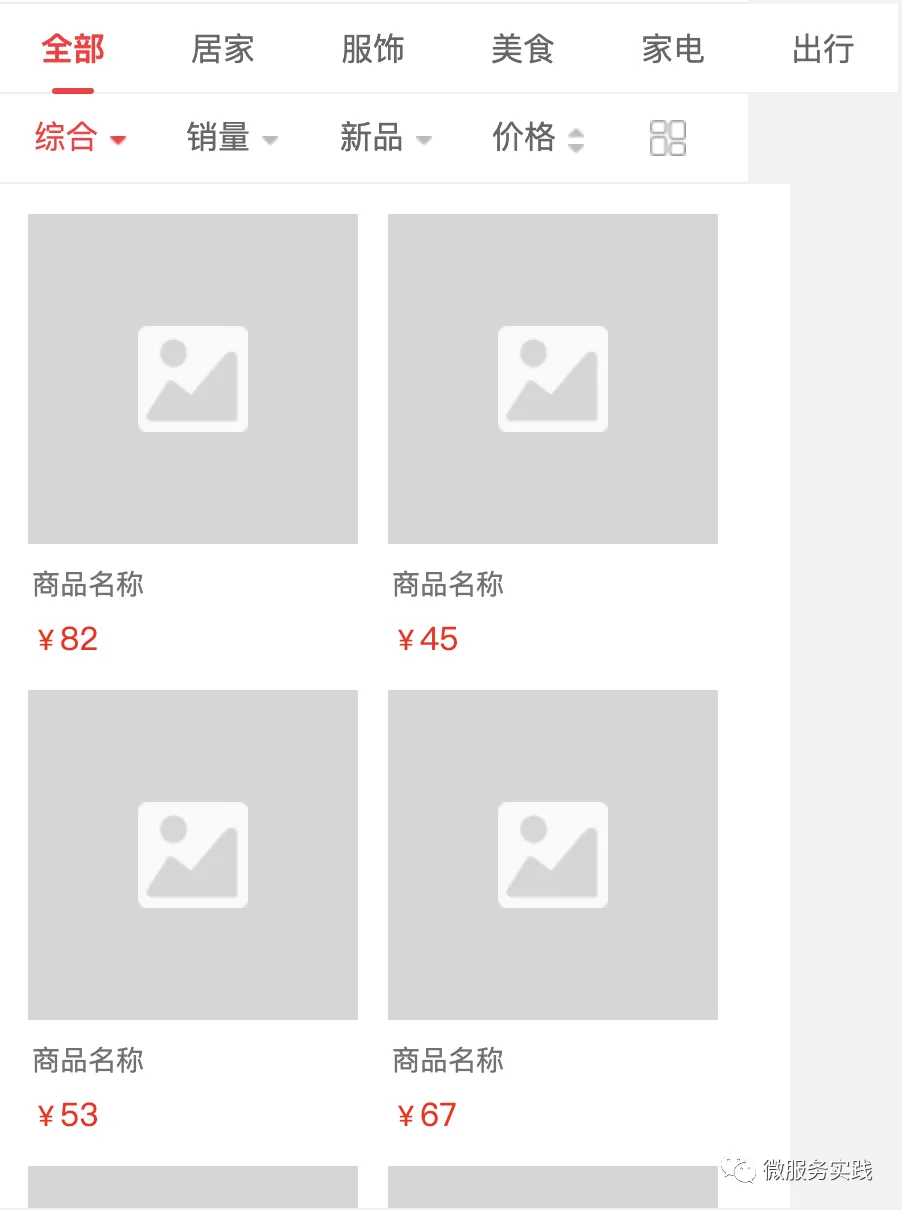 全部 居家 服饰 美食 家电 出行
综合 销量 新品 价格
商品名称 商品名称
¥82 ¥45
商品名称 商品名称
¥53 ¥67
微服务实践